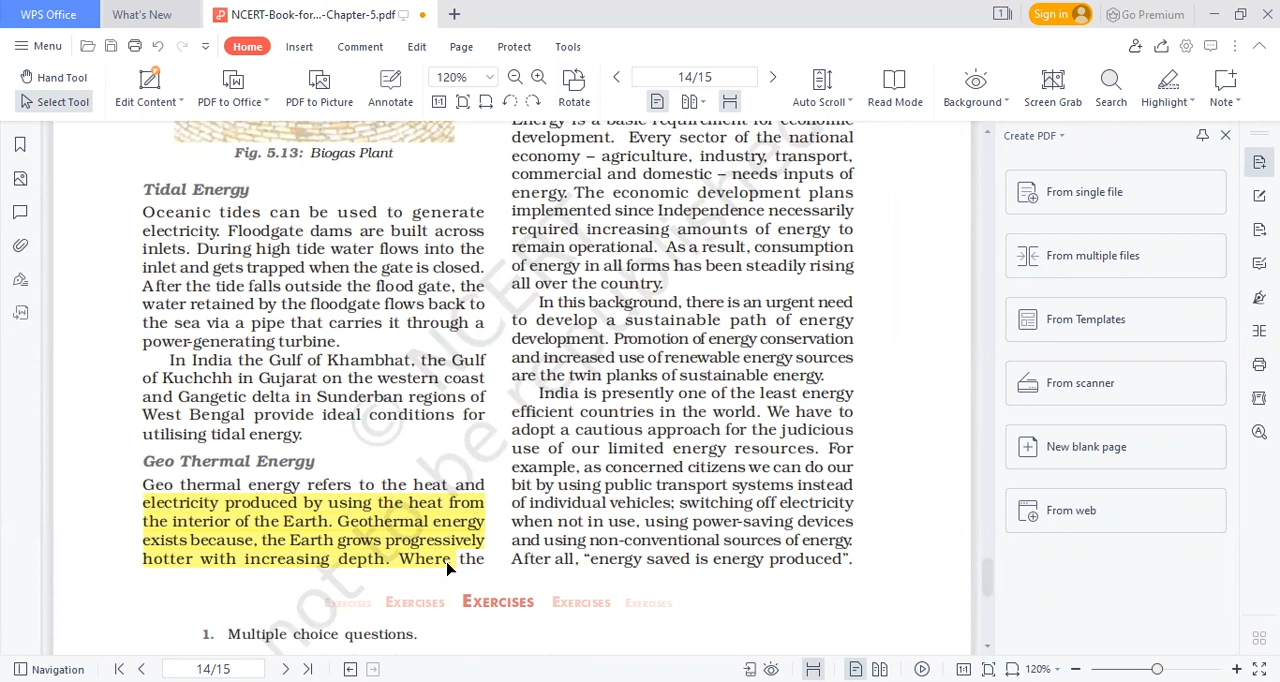 WPS Office
What's New
NCERT-Book-for...-Chapter-5.pdf
Sign in
Go Premium
Menu
Home
Insert
Comment
Edit
Page
Protect
Tools
Hand Tool
Select Tool
Edit Content
PDF to Office
PDF to Picture
Annotate
120%
Rotate
14/15
Auto Scroll
Read Mode
Background
Screen Grab
Search
Highlight
Note
Fig. 5.13: Biogas Plant
Tidal Energy
Oceanic tides can be used to generate
electricity. Floodgate dams are built across
inlets. During high tide water flows into the
inlet and gets trapped when the gate is closed.
After the tide falls outside the flood gate, the
water retained by the floodgate flows back to
the sea via a pipe that carries it through a
power-generating turbine.
In India the Gulf of Khambhat, the Gulf
of Kuchchh in Gujarat on the western coast
and Gangetic delta in Sunderban regions of
West Bengal provide ideal conditions for
utilising tidal energy.
Geo Thermal Energy
Geo thermal energy refers to the heat and
electricity produced by using the heat from
the interior of the Earth. Geothermal energy
exists because, the Earth grows progressively
hotter with increasing depth. Where the
Energy is a basic requirement for economic
development. Every sector of the national
economy – agriculture, industry, transport,
commercial and domestic – needs inputs of
energy. The economic development plans
implemented since Independence necessarily
required increasing amounts of energy to
remain operational. As a result, consumption
of energy in all forms has been steadily rising
all over the country.
In this background, there is an urgent need
to develop a sustainable path of energy
development. Promotion of energy conservation
and increased use of renewable energy sources
are the twin planks of sustainable energy.
India is presently one of the least energy
efficient countries in the world. We have to
adopt a cautious approach for the judicious
use of our limited energy resources. For
example, as concerned citizens we can do our
bit by using public transport systems instead
of individual vehicles; switching off electricity
when not in use, using power-saving devices
and using non-conventional sources of energy.
After all, “energy saved is energy produced”.
© NCERT
not to be republished
EXERCISES EXERCISES EXERCISES EXERCISES EXERCISES
1. Multiple choice questions.
Create PDF
From single file
From multiple files
From Templates
From scanner
New blank page
From web
Navigation
14/15
120%